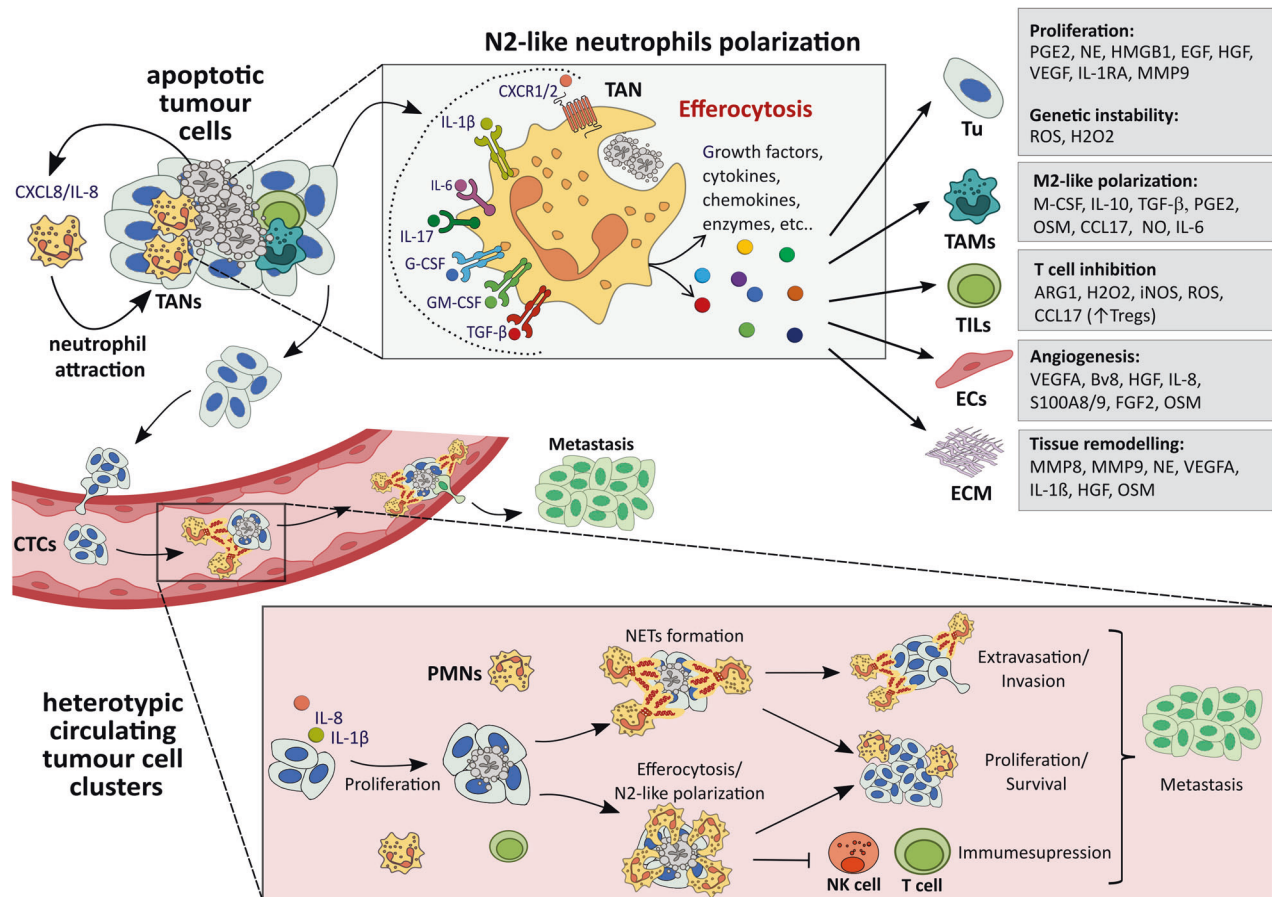 N2-like neutrophils polarization
apoptotic
tumour
cells
CXCL8/IL-8
TANs
neutrophil
attraction
CXCR1/2
TAN
IL-1β
IL-6
IL-17
G-CSF
GM-CSF
TGF-β
Efferocytosis
Growth factors,
cytokines,
chemokines,
enzymes, etc..
Tu
Proliferation:
PGE2, NE, HMGB1, EGF, HGF,
VEGF, IL-1RA, MMP9
Genetic instability:
ROS, H2O2
TAMs
M2-like polarization:
M-CSF, IL-10, TGF-β, PGE2,
OSM, CCL17, NO, IL-6
TILs
T cell inhibition
ARG1, H2O2, iNOS, ROS,
CCL17 (↑Tregs)
ECs
Angiogenesis:
VEGFA, Bv8, HGF, IL-8,
S100A8/9, FGF2, OSM
ECM
Tissue remodelling:
MMP8, MMP9, NE, VEGFA,
IL-1ß, HGF, OSM
Metastasis
CTCs
heterotypic
circulating
tumour cell
clusters
PMNs
IL-8
IL-1β
Proliferation
NETs formation
Efferocytosis/
N2-like polarization
Extravasation/
Invasion
Proliferation/
Survival
Immumesupression
NK cell
T cell
Metastasis